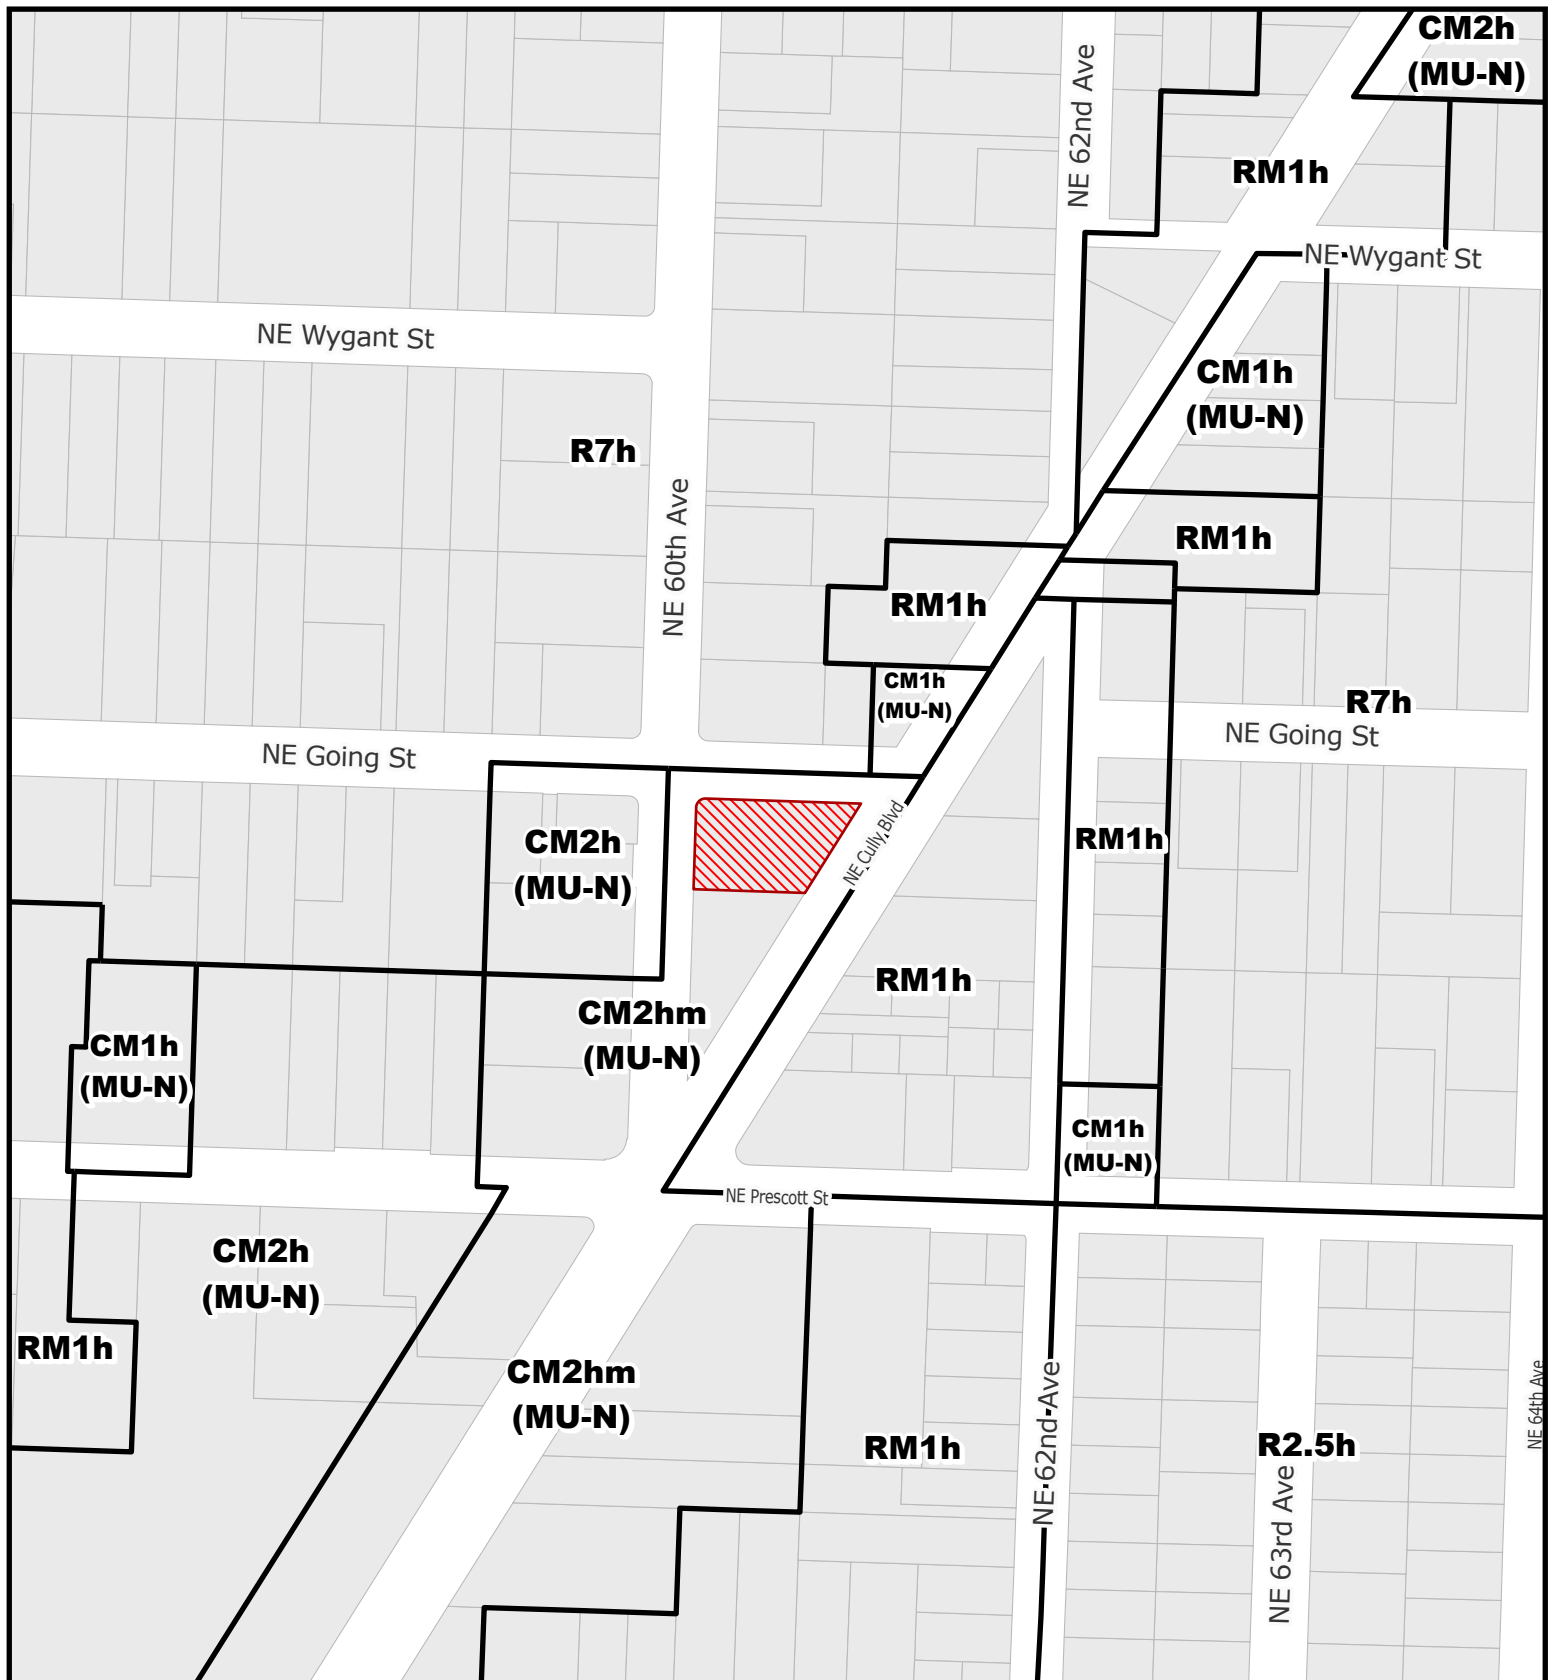 CM2h
(MU-N)
NE 62nd Ave
RM1h
NE Wygant St
NE Wygant St
CM1h
(MU-N)
R7h
NE 60th Ave
RM1h
RM1h
CM1h
(MU-N)
R7h
NE Going St
NE Going St
CM2h
(MU-N)
NE Cully Blvd
RM1h
RM1h
CM2hm
(MU-N)
CM1h
(MU-N)
CM1h
(MU-N)
NE Prescott St
CM2h
(MU-N)
RM1h
CM2hm
(MU-N)
RM1h
NE 62nd Ave
R2.5h
NE 63rd Ave
NE 64th Ave